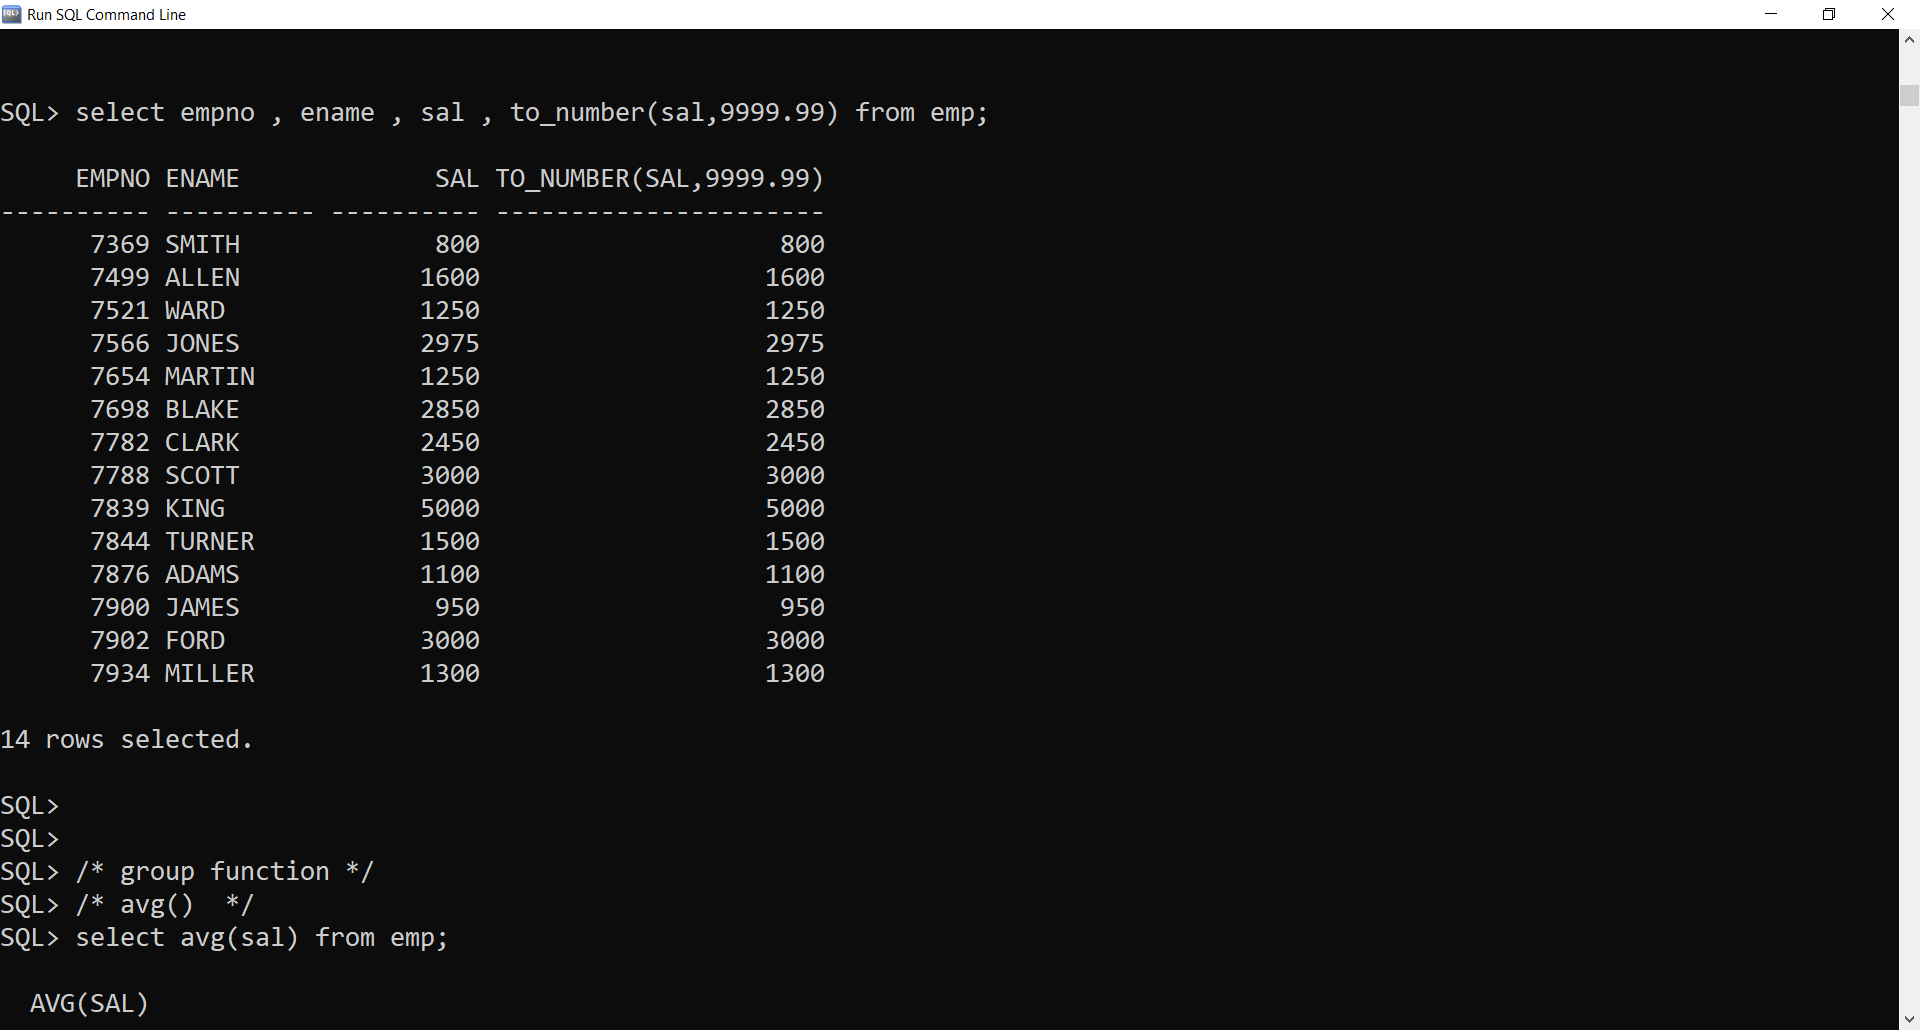 Run SQL Command Line
SQL> select empno , ename , sal , to_number(sal,9999.99) from emp;
     EMPNO ENAME             SAL TO_NUMBER(SAL,9999.99)
---------- ---------- ---------- ----------------------
      7369 SMITH             800                    800
      7499 ALLEN            1600                   1600
      7521 WARD             1250                   1250
      7566 JONES            2975                   2975
      7654 MARTIN           1250                   1250
      7698 BLAKE            2850                   2850
      7782 CLARK            2450                   2450
      7788 SCOTT            3000                   3000
      7839 KING             5000                   5000
      7844 TURNER           1500                   1500
      7876 ADAMS            1100                   1100
      7900 JAMES             950                    950
      7902 FORD             3000                   3000
      7934 MILLER           1300                   1300
14 rows selected.
SQL>
SQL>
SQL> /* group function */
SQL> /* avg()  */
SQL> select avg(sal) from emp;
  AVG(SAL)